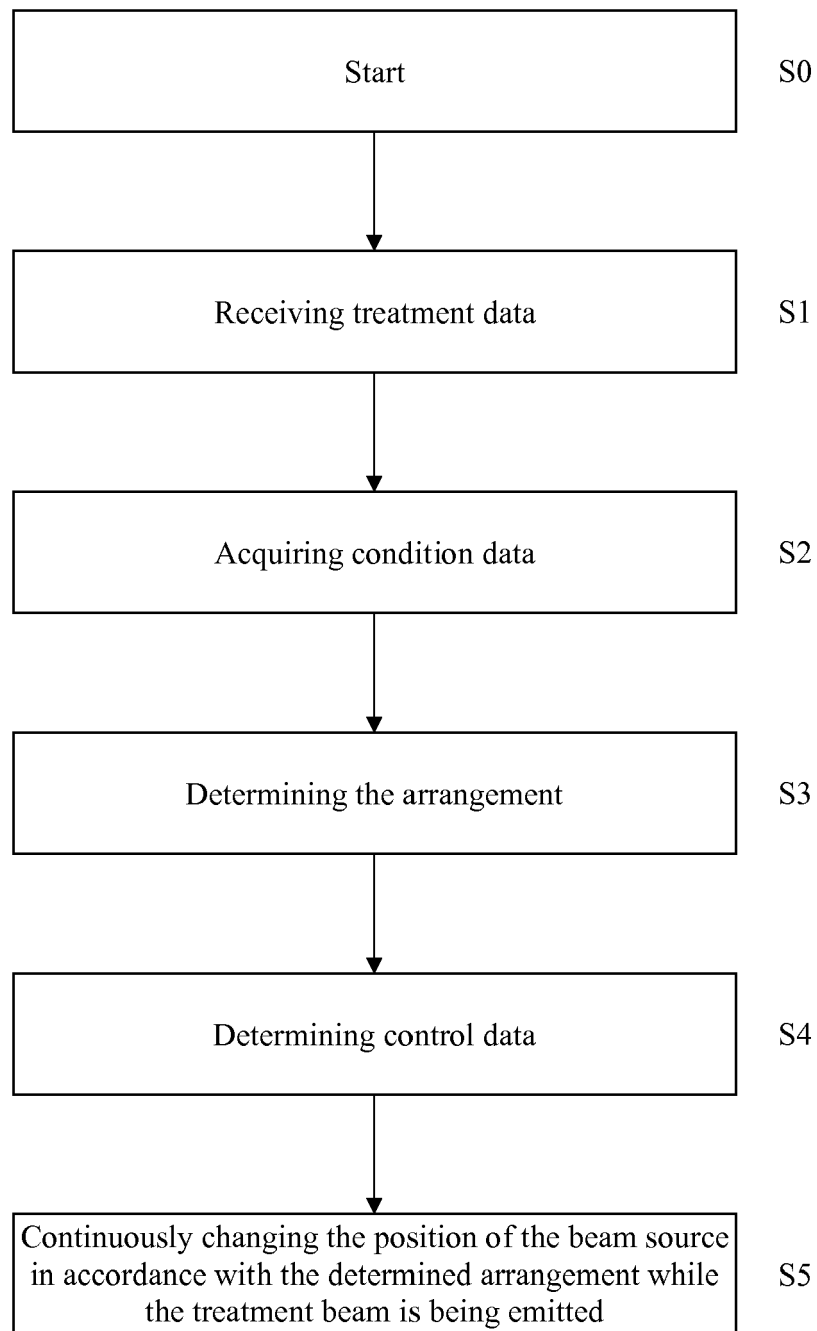 Start
S0
Receiving treatment data
S1
Acquiring condition data
S2
Determining the arrangement
S3
Determining control data
S4
Continuously changing the position of the beam source
in accordance with the determined arrangement while
the treatment beam is being emitted
S5